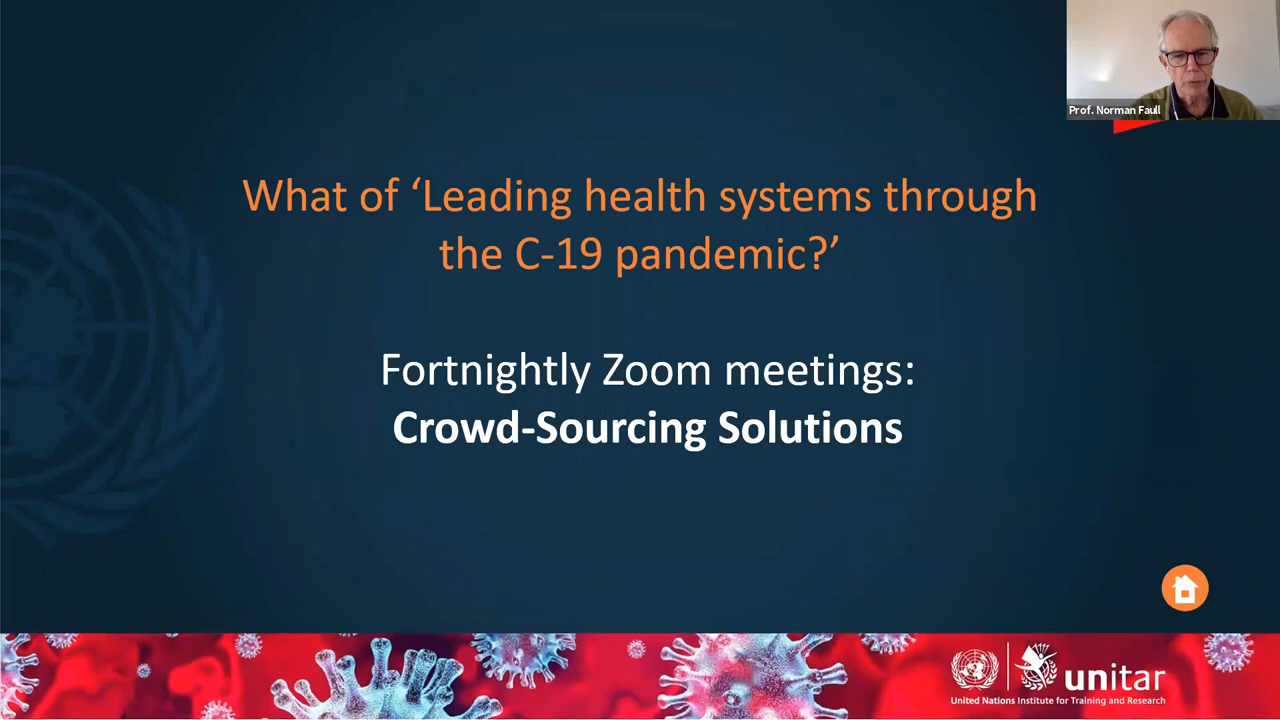 Prof. Norman Faull
What of ‘Leading health systems through
the C-19 pandemic?’
Fortnightly Zoom meetings:
Crowd-Sourcing Solutions
unitar
United Nations Institute for Training and Research